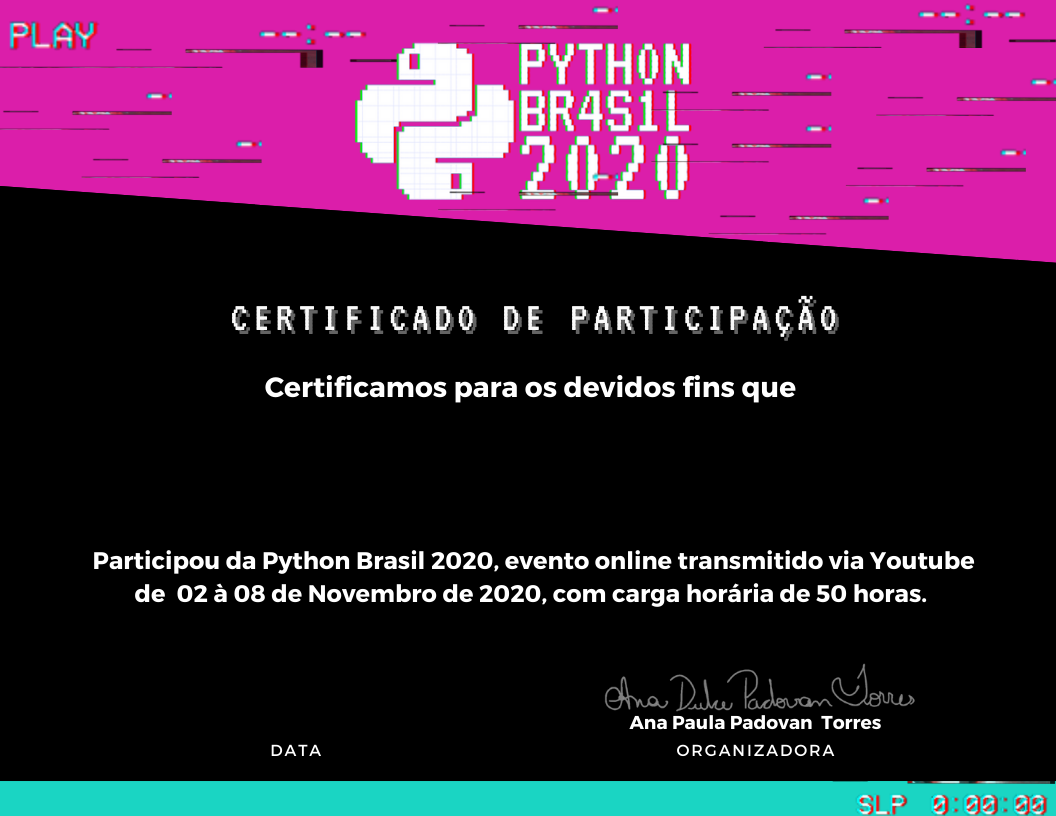 PLAY
PYTHON
BR4S1L
2020
CERTIFICADO DE PARTICIPAÇÃO
Certificamos para os devidos fins que
Participou da Python Brasil 2020, evento online transmitido via Youtube
de 02 à 08 de Novembro de 2020, com carga horária de 50 horas.
Ana Dulce Padovan Torres
Ana Paula Padovan Torres
DATA
ORGANIZADORA
SLP 0:00:00